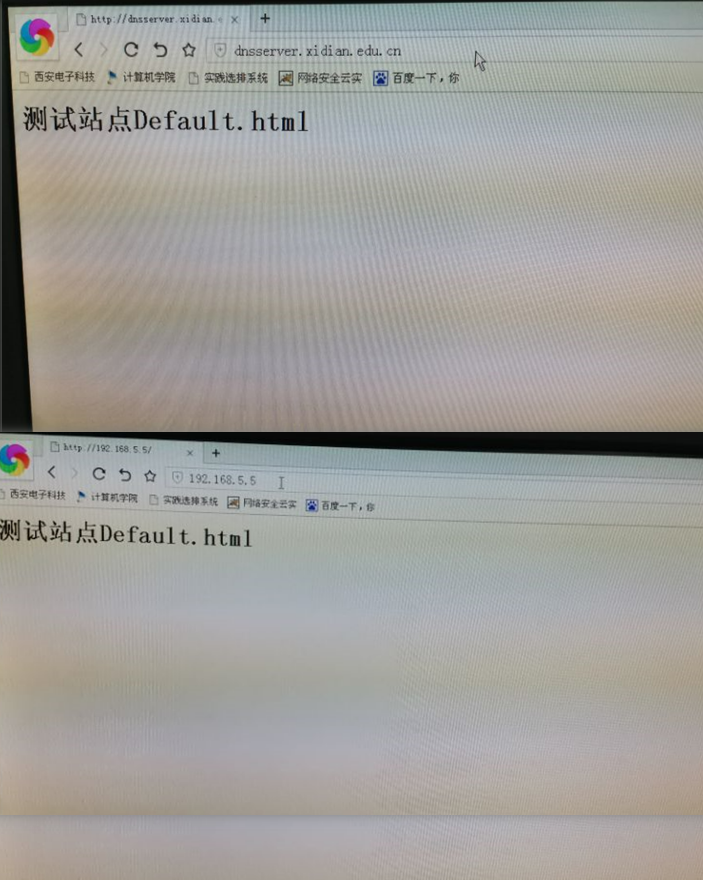 http://dnsserver.xidian.
dnsserver.xidian.edu.cn
西安电子科技 计算机学院 实践选排系统 网络安全云实 百度一下，你
测试站点Default.html
http://192.168.5.5/
192.168.5.5
西安电子科技 计算机学院 实践选排系统 网络安全云实 百度一下，你
测试站点Default.html